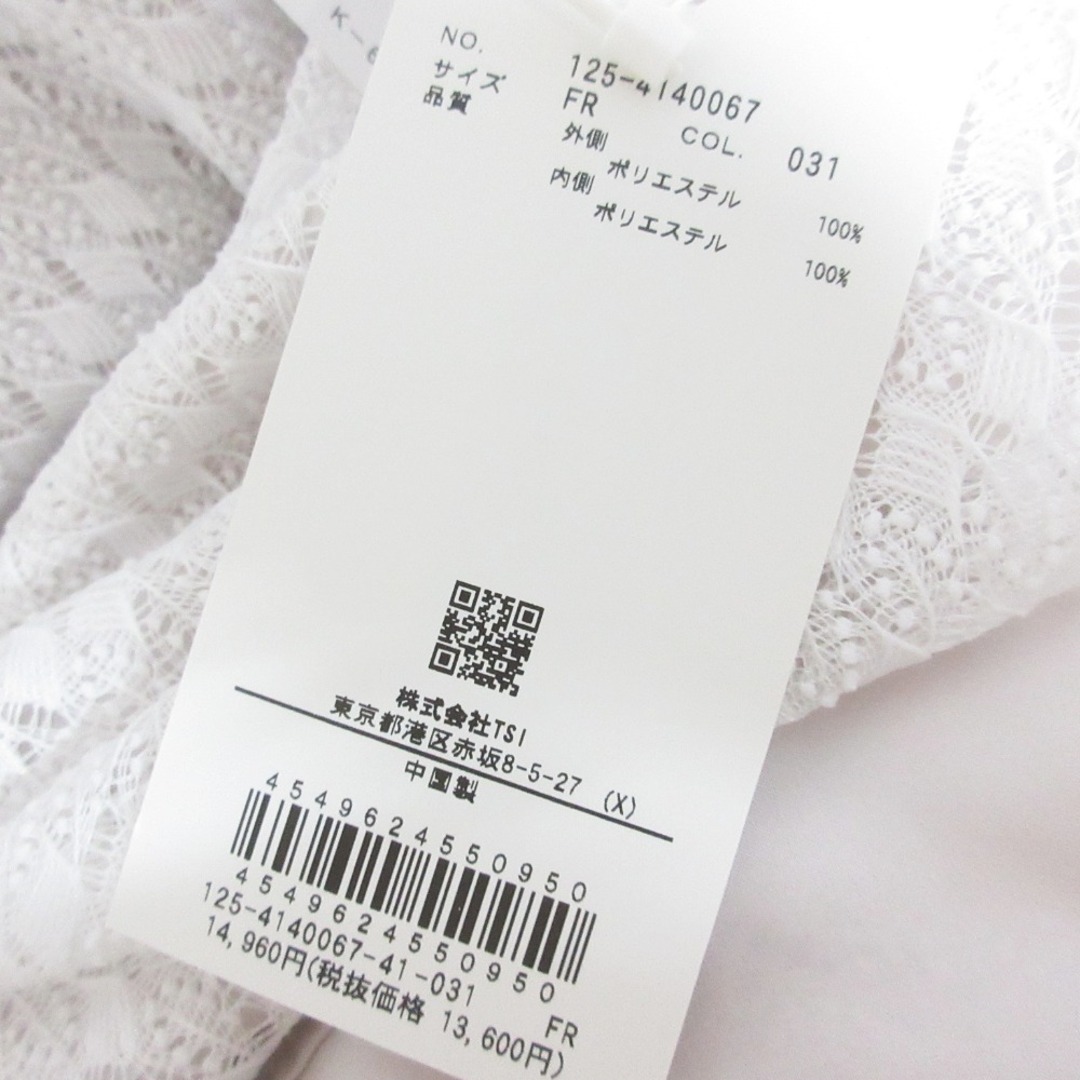 K-6
NO. 125-4140067
サイズ FR COL. 031
品質 外側
ポリエステル 100%
内側
ポリエステル 100%
株式会社TSI
東京都港区赤坂8-5-27 (X)
中国製
4549624550950
4549624550950
125-4140067-41-031 FR
14,960円(税抜価格 13,600円)